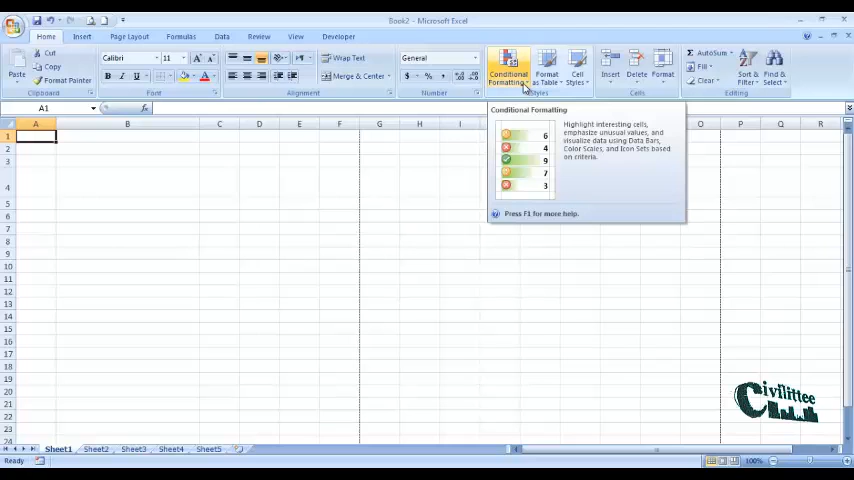 Book2 - Microsoft Excel
Home Insert Page Layout Formulas Data Review View Developer
Paste
Cut
Copy
Format Painter
Clipboard
Calibri 11
B I U
Font
Wrap Text
Merge & Center
Alignment
General
$ % ,
Number
Conditional Formatting
Format as Table
Cell Styles
Styles
Insert Delete Format
Cells
AutoSum
Fill
Clear
Sort & Filter
Find & Select
Editing
A1
Conditional Formatting
6
4
9
7
3
Highlight interesting cells,
emphasize unusual values, and
visualize data using Data Bars,
Color Scales, and Icon Sets based
on criteria.
Press F1 for more help.
A B C D E F G H I O P Q R
1
2
3
4
5
6
7
8
9
10
11
12
13
14
15
16
17
18
19
20
21
22
23
24
Civilittee
Sheet1 Sheet2 Sheet3 Sheet4 Sheet5
Ready
100%